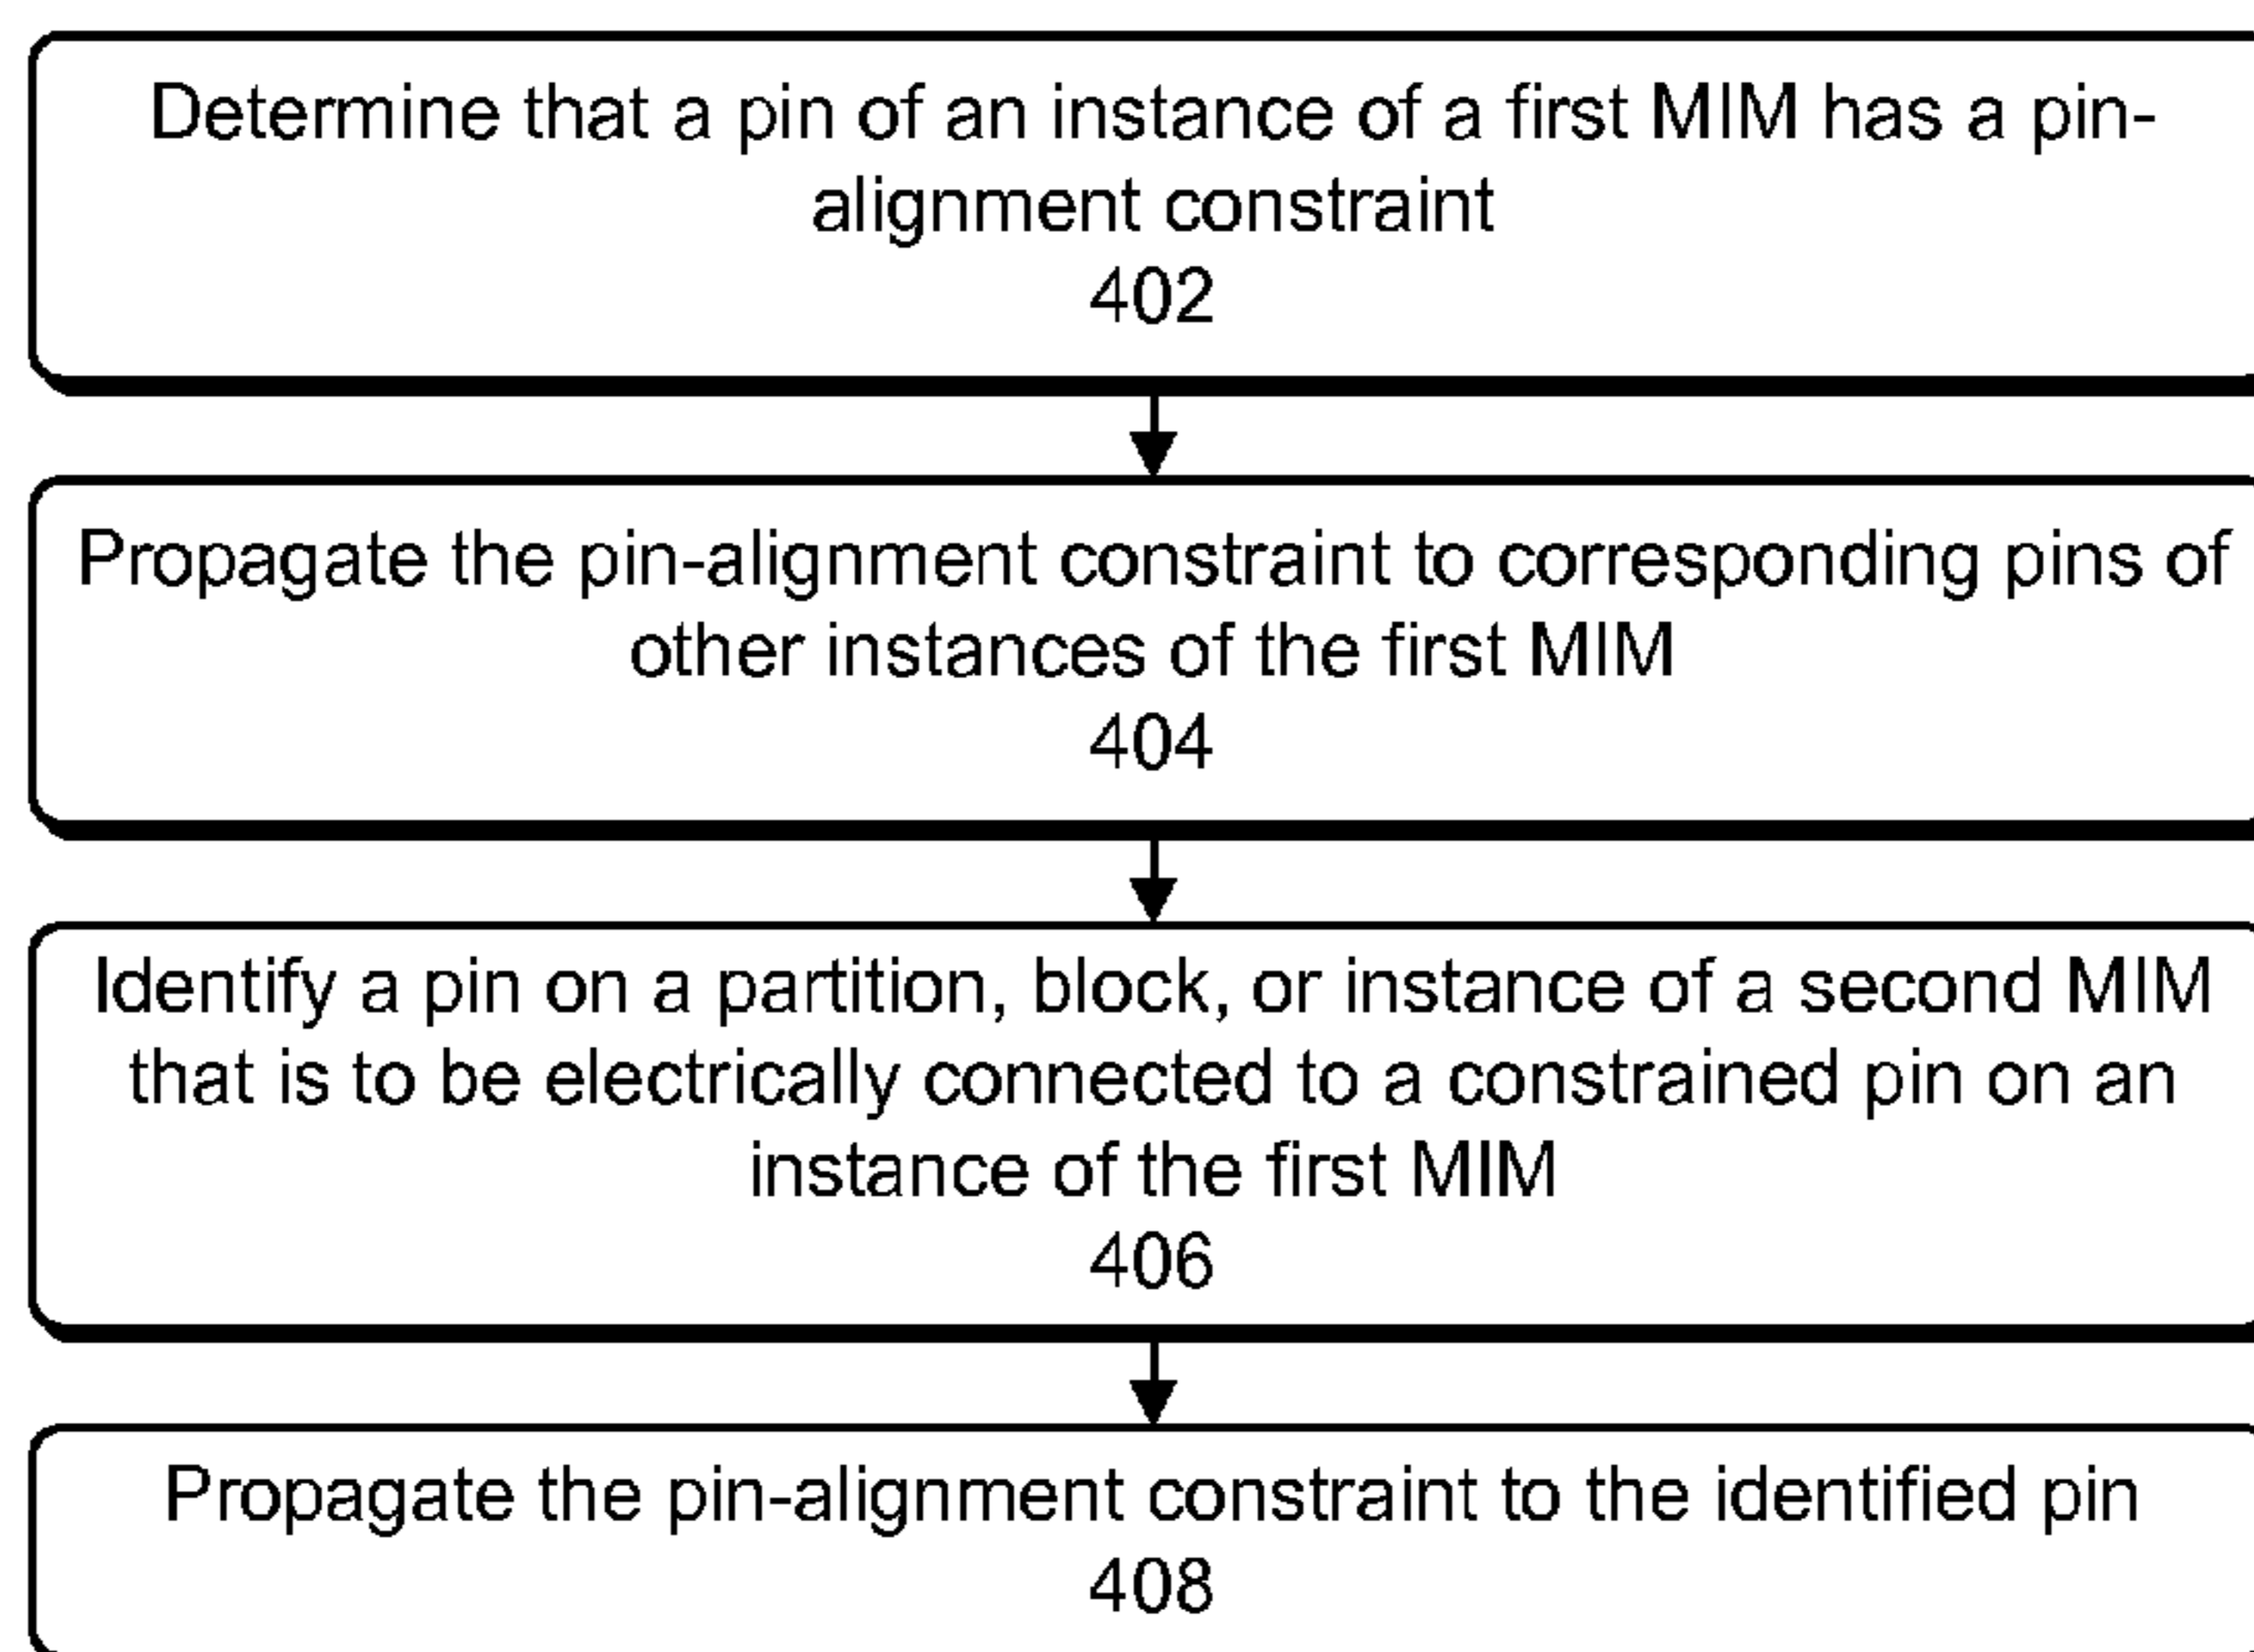 Determine that a pin of an instance of a first MIM has a pin-
alignment constraint
402
Propagate the pin-alignment constraint to corresponding pins of
other instances of the first MIM
404
Identify a pin on a partition, block, or instance of a second MIM
that is to be electrically connected to a constrained pin on an
instance of the first MIM
406
Propagate the pin-alignment constraint to the identified pin
408